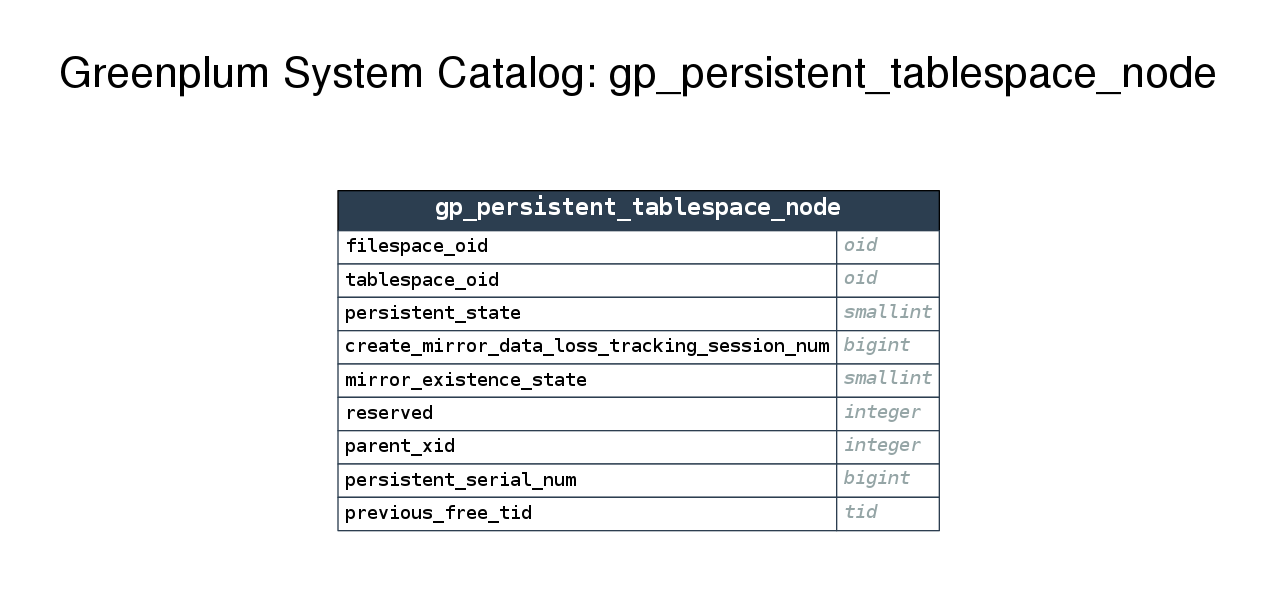 Greenplum System Catalog: gp_persistent_tablespace_node
gp_persistent_tablespace_node
filespace_oid oid
tablespace_oid oid
persistent_state smallint
create_mirror_data_loss_tracking_session_num bigint
mirror_existence_state smallint
reserved integer
parent_xid integer
persistent_serial_num bigint
previous_free_tid tid